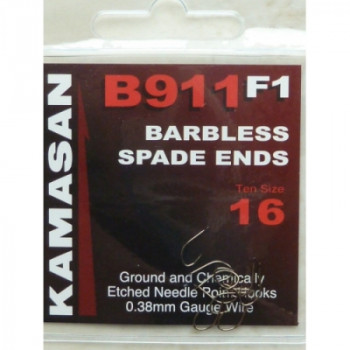 KAMASAN
B911 F1
BARBLESS
SPADE ENDS
Ten Size
16
Ground and Chemically
Etched Needle Point Hooks
0.38mm Gauge Wire